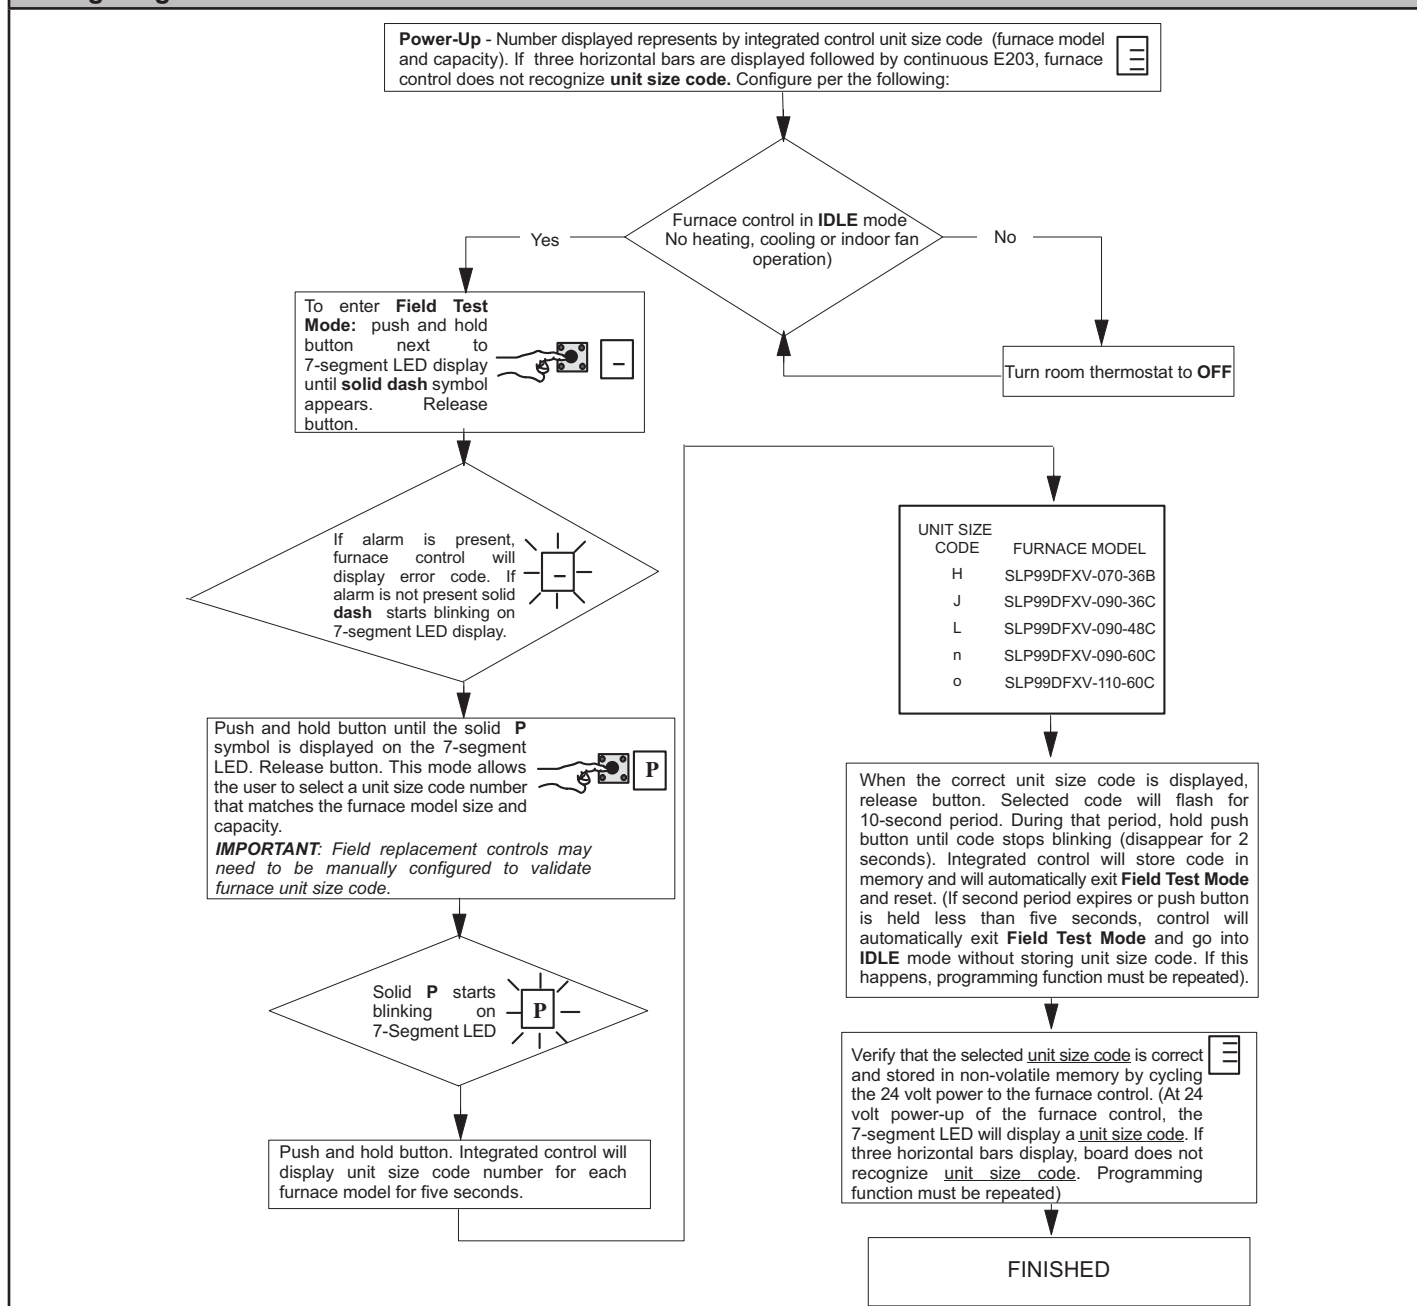 Power-Up - Number displayed represents by integrated control unit size code (furnace model
and capacity). If three horizontal bars are displayed followed by continuous E203, furnace
control does not recognize unit size code. Configure per the following:
Furnace control in IDLE mode
No heating, cooling or indoor fan
operation)
Yes
No
To enter Field Test
Mode: push and hold
button next to
7-segment LED display
until solid dash symbol
appears. Release
button.
Turn room thermostat to OFF
If alarm is present,
furnace control will
display error code. If
alarm is not present solid
dash starts blinking on
7-segment LED display.
Push and hold button until the solid P
symbol is displayed on the 7-segment
LED. Release button. This mode allows
the user to select a unit size code number
that matches the furnace model size and
capacity.
IMPORTANT: Field replacement controls may
need to be manually configured to validate
furnace unit size code.
P
Solid P starts
blinking on
7-Segment LED
P
Push and hold button. Integrated control will
display unit size code number for each
furnace model for five seconds.
UNIT SIZE
CODE FURNACE MODEL
H SLP99DFXV-070-36B
J SLP99DFXV-090-36C
L SLP99DFXV-090-48C
n SLP99DFXV-090-60C
o SLP99DFXV-110-60C
When the correct unit size code is displayed,
release button. Selected code will flash for
10-second period. During that period, hold push
button until code stops blinking (disappear for 2
seconds). Integrated control will store code in
memory and will automatically exit Field Test Mode
and reset. (If second period expires or push button
is held less than five seconds, control will
automatically exit Field Test Mode and go into
IDLE mode without storing unit size code. If this
happens, programming function must be repeated).
Verify that the selected unit size code is correct
and stored in non-volatile memory by cycling
the 24 volt power to the furnace control. (At 24
volt power-up of the furnace control, the
7-segment LED will display a unit size code. If
three horizontal bars display, board does not
recognize unit size code. Programming
function must be repeated)
FINISHED